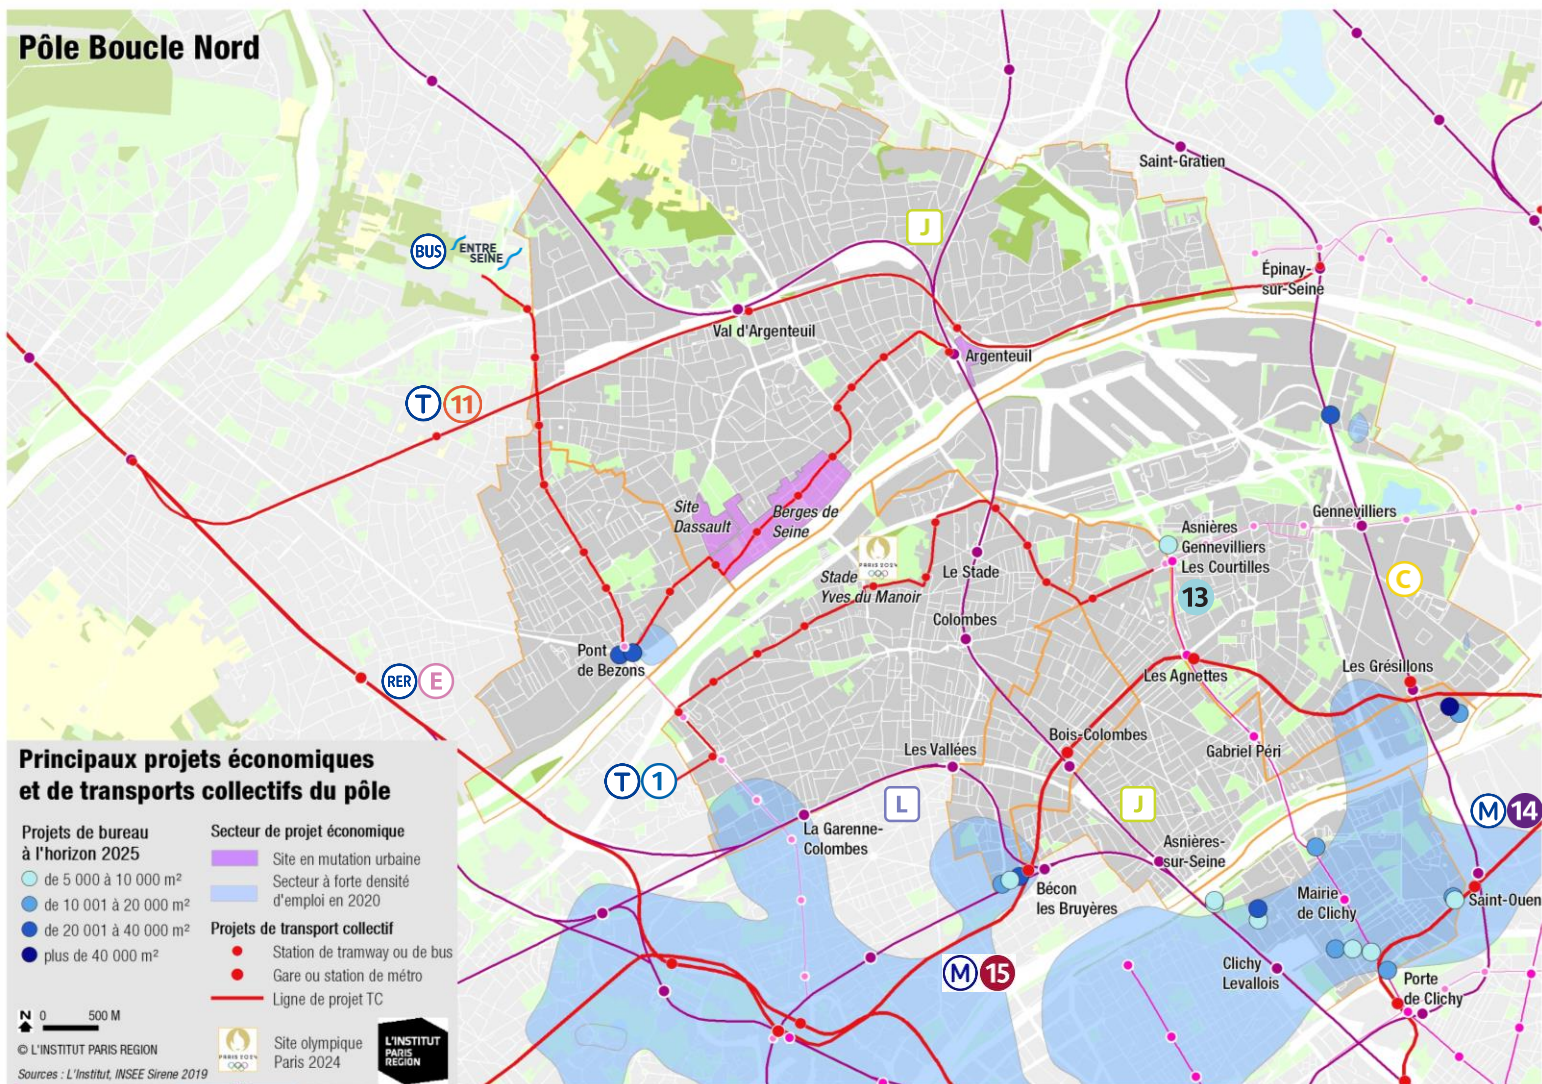 Pôle Boucle Nord
Saint-Gratien
J
BUS
ENTRE
SEINE
Épinay-
sur-Seine
Val d'Argenteuil
Argenteuil
T 11
Site
Dassault
Berges de
Seine
Gennevilliers
Asnières
Gennevilliers
Les Courtilles
PARIS 2024
Stade
Yves du Manoir
Le Stade
C
13
Colombes
Pont
de Bezons
Les Grésillons
Les Agnettes
RER E
Bois-Colombes
Gabriel Péri
Les Vallées
T 1
L
J
M 14
La Garenne-
Colombes
Asnières-
sur-Seine
Bécon
les Bruyères
Mairie
de Clichy
Saint-Ouen
M 15
Clichy
Levallois
Porte
de Clichy
Principaux projets économiques
et de transports collectifs du pôle
Projets de bureau
à l'horizon 2025
de 5 000 à 10 000 m²
de 10 001 à 20 000 m²
de 20 001 à 40 000 m²
plus de 40 000 m²
Secteur de projet économique
Site en mutation urbaine
Secteur à forte densité
d'emploi en 2020
Projets de transport collectif
Station de tramway ou de bus
Gare ou station de métro
Ligne de projet TC
N
0 500 M
© L'INSTITUT PARIS REGION
Sources : L'Institut, INSEE Sirene 2019
PARIS 2024
Site olympique
Paris 2024
L'INSTITUT
PARIS
REGION